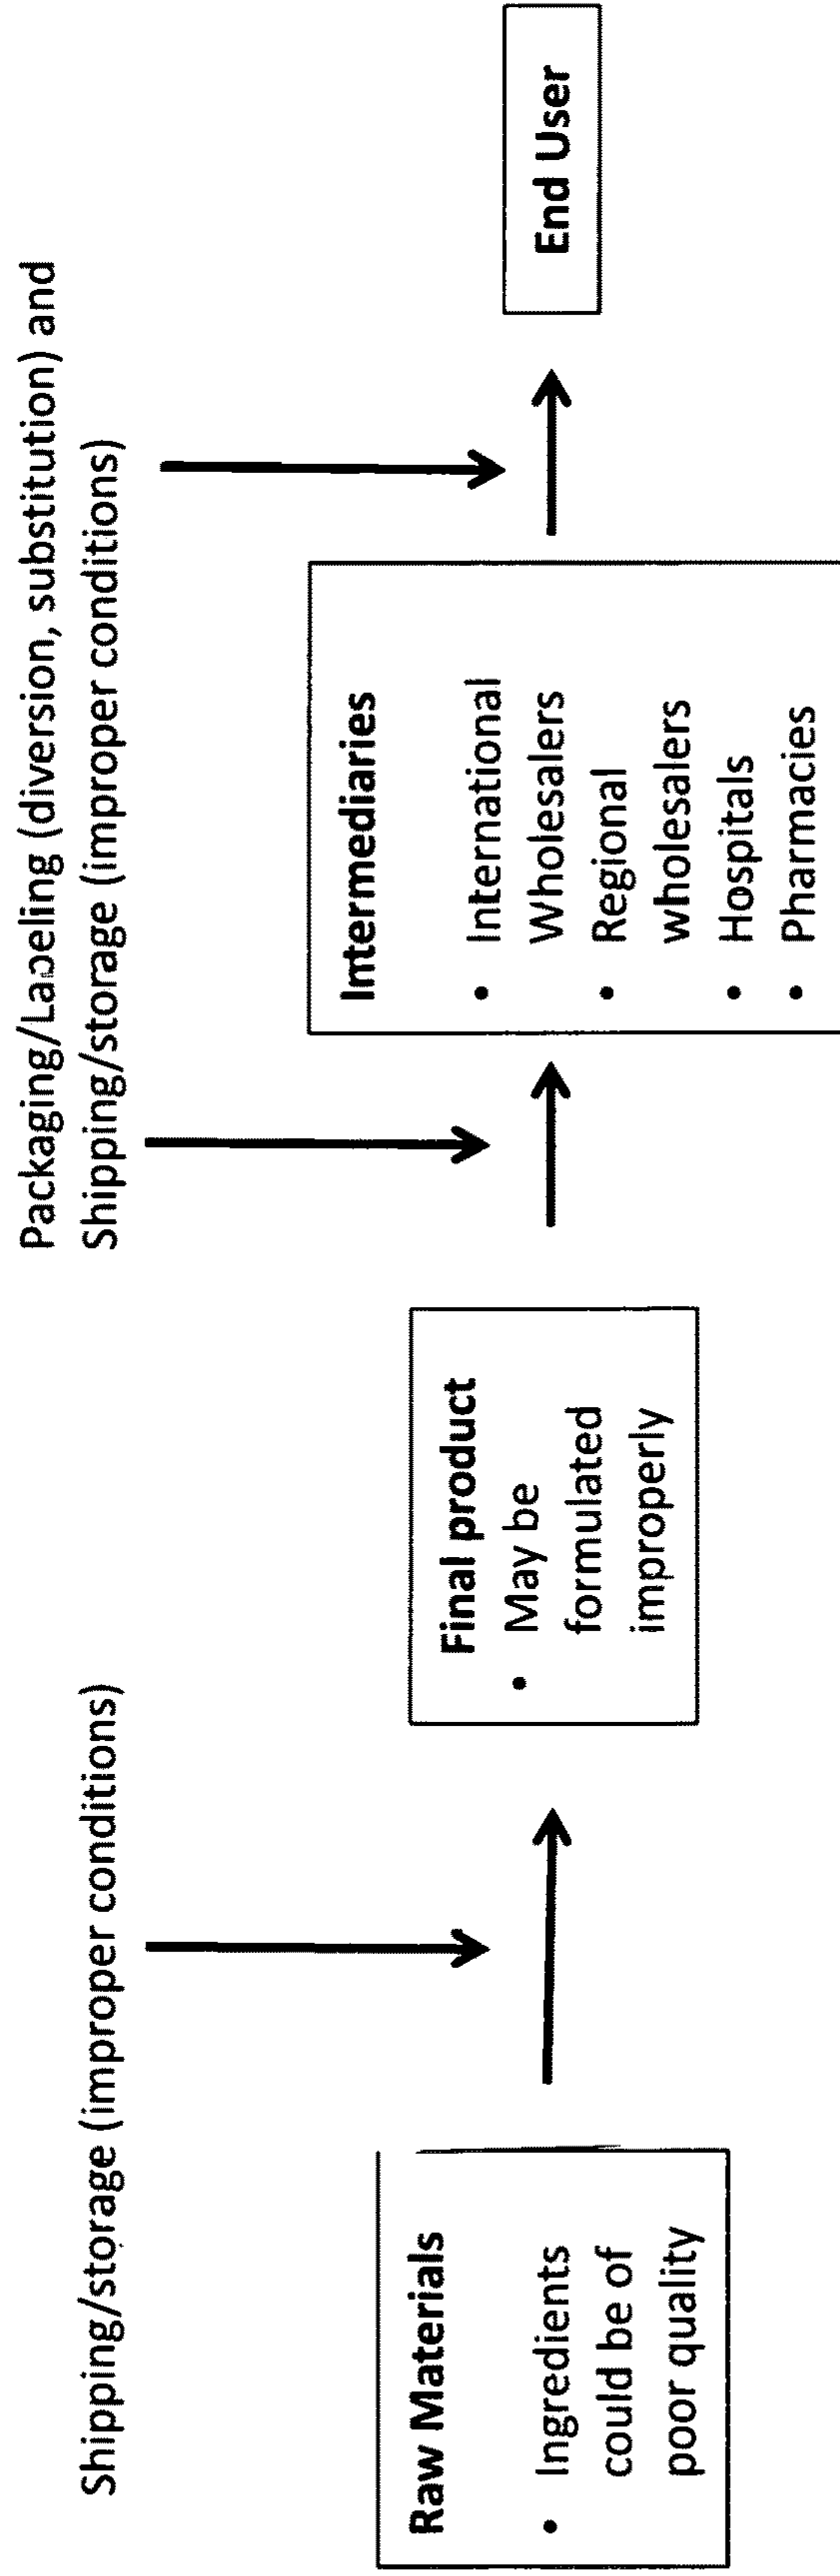 Shipping/storage (improper conditions)
Packaging/Labeling (diversion, substitution) and
Shipping/storage (improper conditions)
Raw Materials
• Ingredients
could be of
poor quality
Final product
• May be
formulated
improperly
Intermediaries
• International
Wholesalers
• Regional
wholesalers
• Hospitals
• Pharmacies
End User